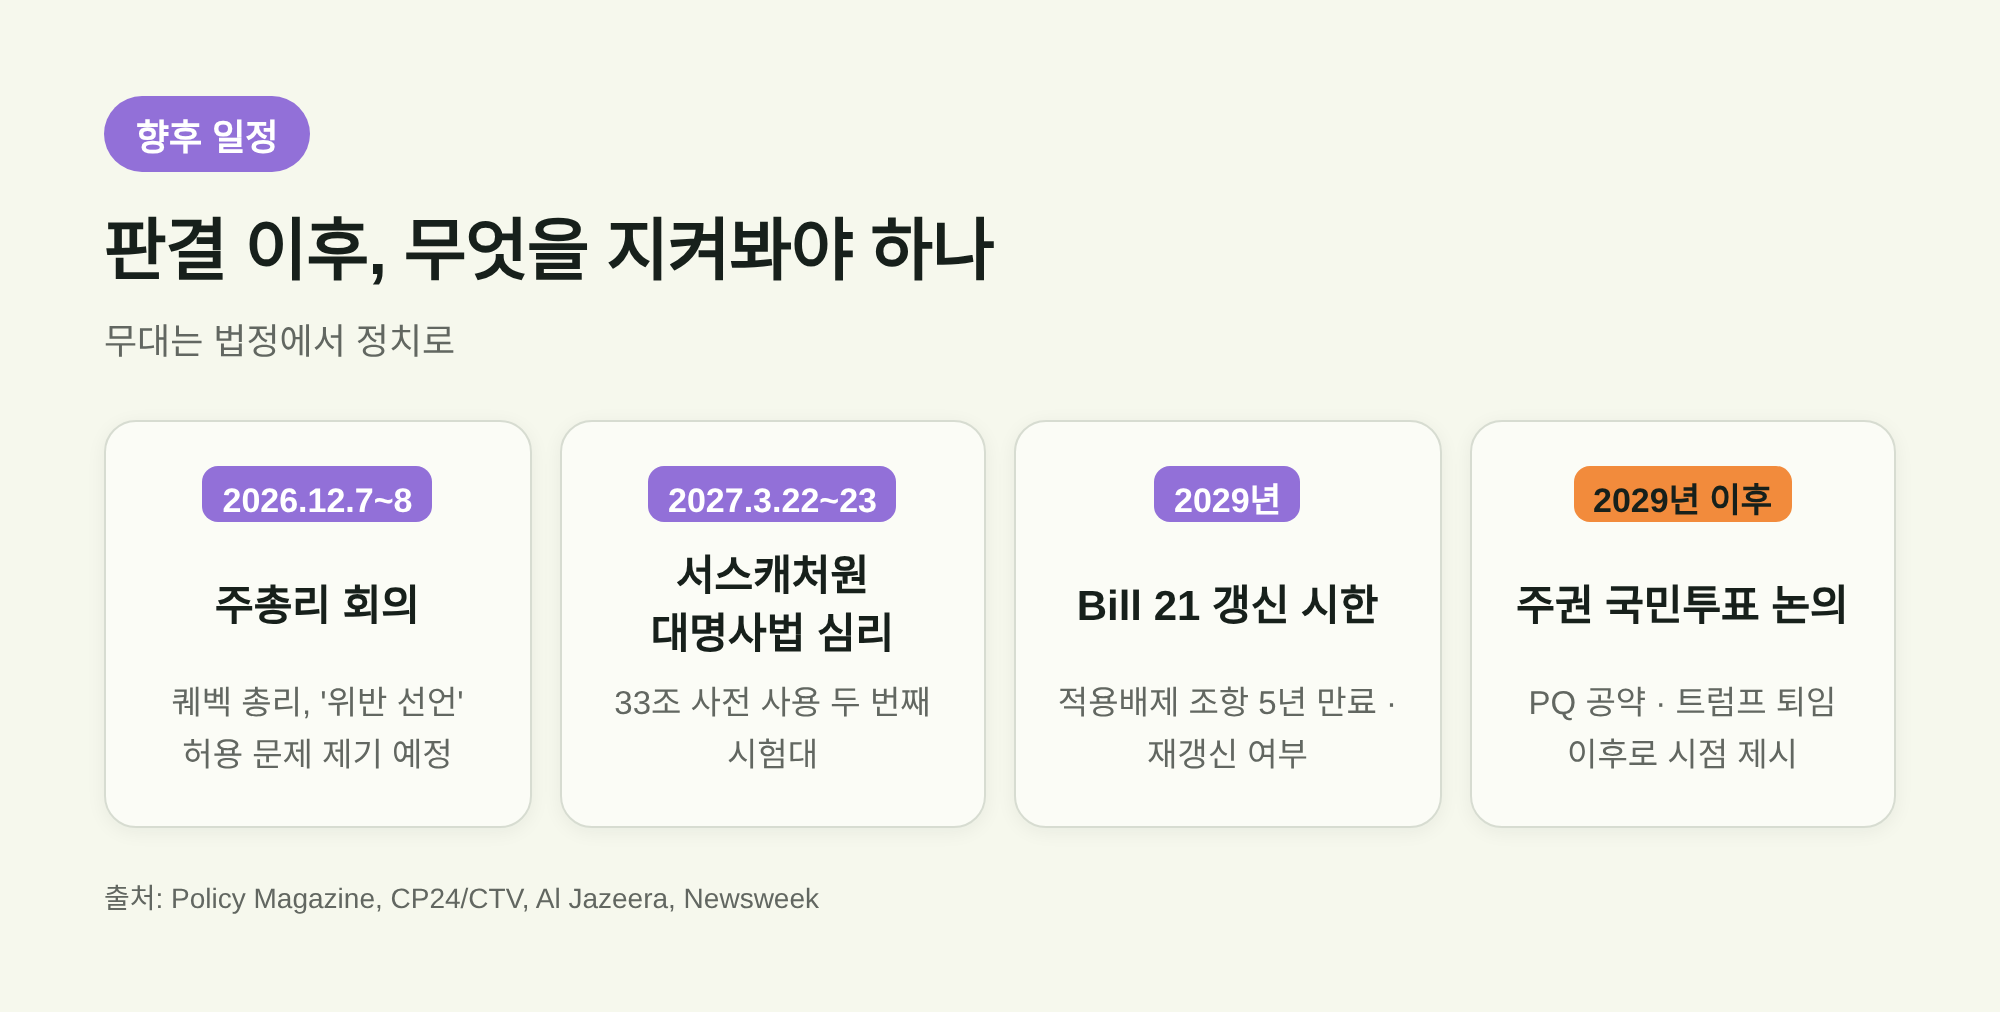 향후 일정
판결 이후, 무엇을 지켜봐야 하나
무대는 법정에서 정치로
2026.12.7~8
주총리 회의
퀘벡 총리, '위반 선언'
허용 문제 제기 예정
2027.3.22~23
서스캐처원
대명사법 심리
33조 사전 사용 두 번째
시험대
2029년
Bill 21 갱신 시한
적용배제 조항 5년 만료 ·
재갱신 여부
2029년 이후
주권 국민투표 논의
PQ 공약 · 트럼프 퇴임
이후로 시점 제시
출처: Policy Magazine, CP24/CTV, Al Jazeera, Newsweek